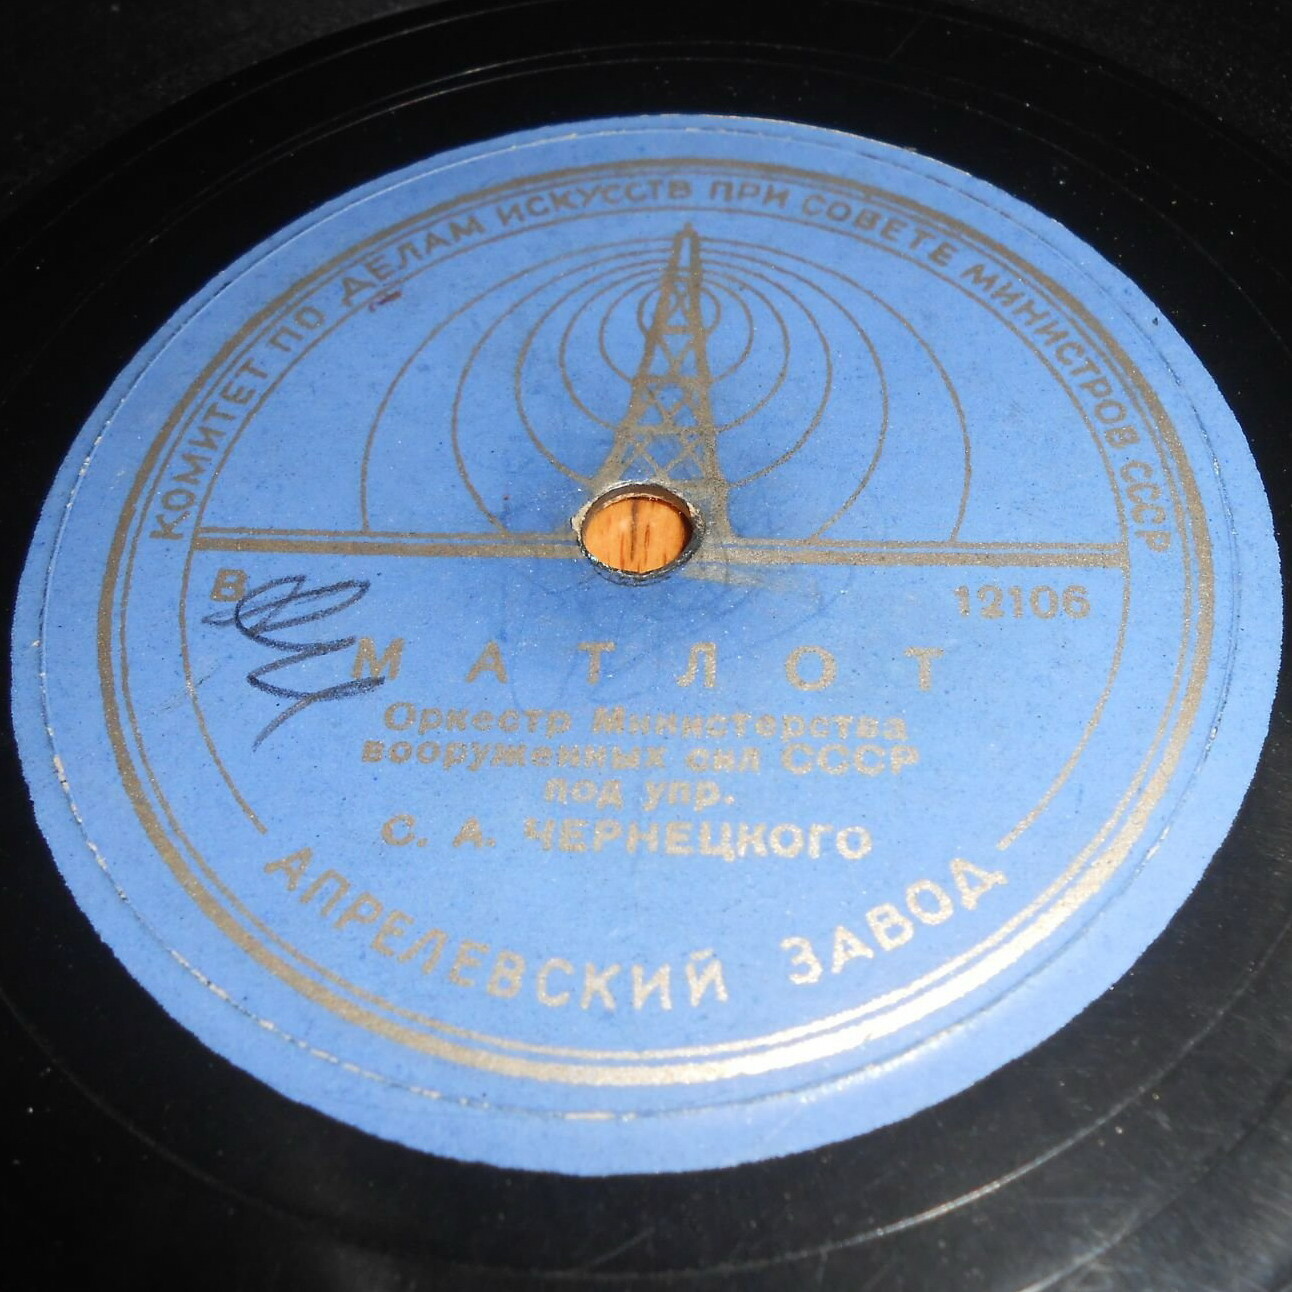 КОМИТЕТ ПО ДЕЛАМ ИСКУССТВ ПРИ СОВЕТЕ МИНИСТРОВ СССР
В 12106
МАТЛОТ
Оркестр Министерства
вооруженных сил СССР
под упр.
С. А. ЧЕРНЕЦКОГО
АПРЕЛЕВСКИЙ ЗАВОД